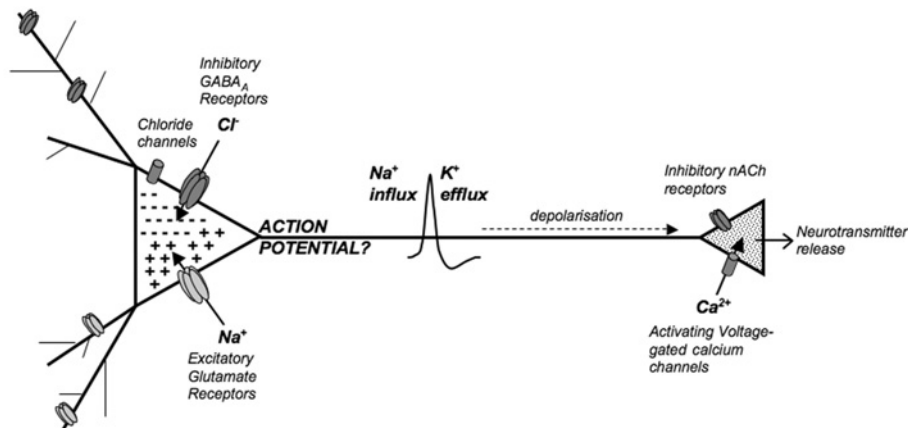 Inhibitory
GABA_A
Receptors
Chloride
channels
Cl⁻
ACTION
POTENTIAL?
Na⁺
Excitatory
Glutamate
Receptors
Na⁺ K⁺
influx efflux
depolarisation
Inhibitory nACh
receptors
Neurotransmitter
release
Ca²⁺
Activating Voltage-
gated calcium
channels